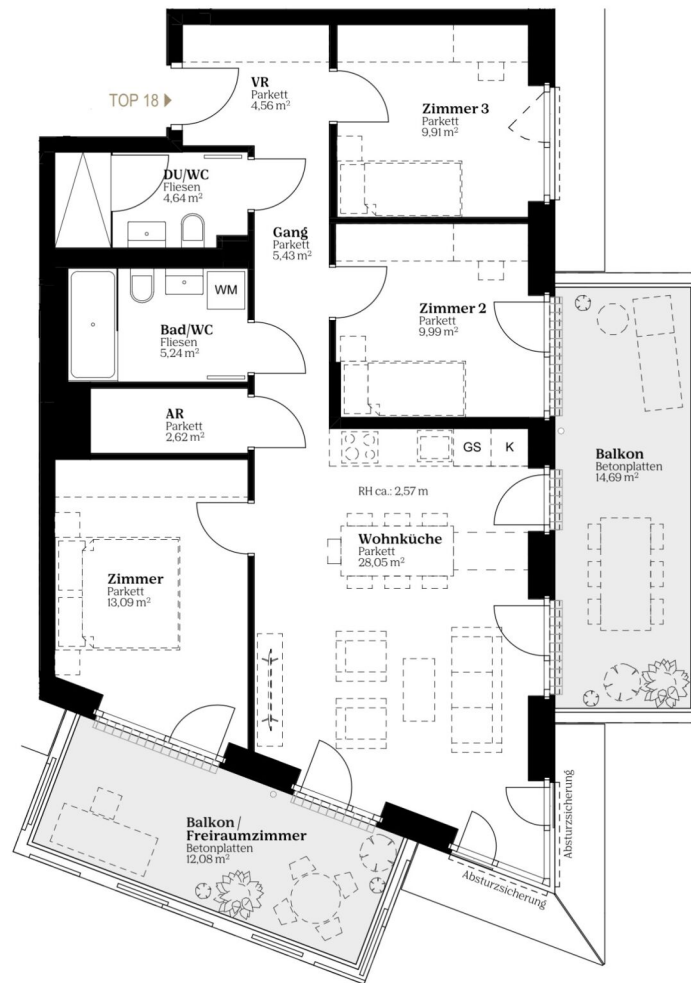 TOP 18
VR
Parkett
4,56 m²
Zimmer 3
Parkett
9,91 m²
DU/WC
Fliesen
4,64 m²
Gang
Parkett
5,43 m²
WM
Bad/WC
Fliesen
5,24 m²
Zimmer 2
Parkett
9,99 m²
AR
Parkett
2,62 m²
GS
K
RH ca.: 2,57 m
Balkon
Betonplatten
14,69 m²
Wohnküche
Parkett
28,05 m²
Zimmer
Parkett
13,09 m²
Balkon/
Freiraumzimmer
Betonplatten
12,08 m²
Absturzsicherung
Absturzsicherung